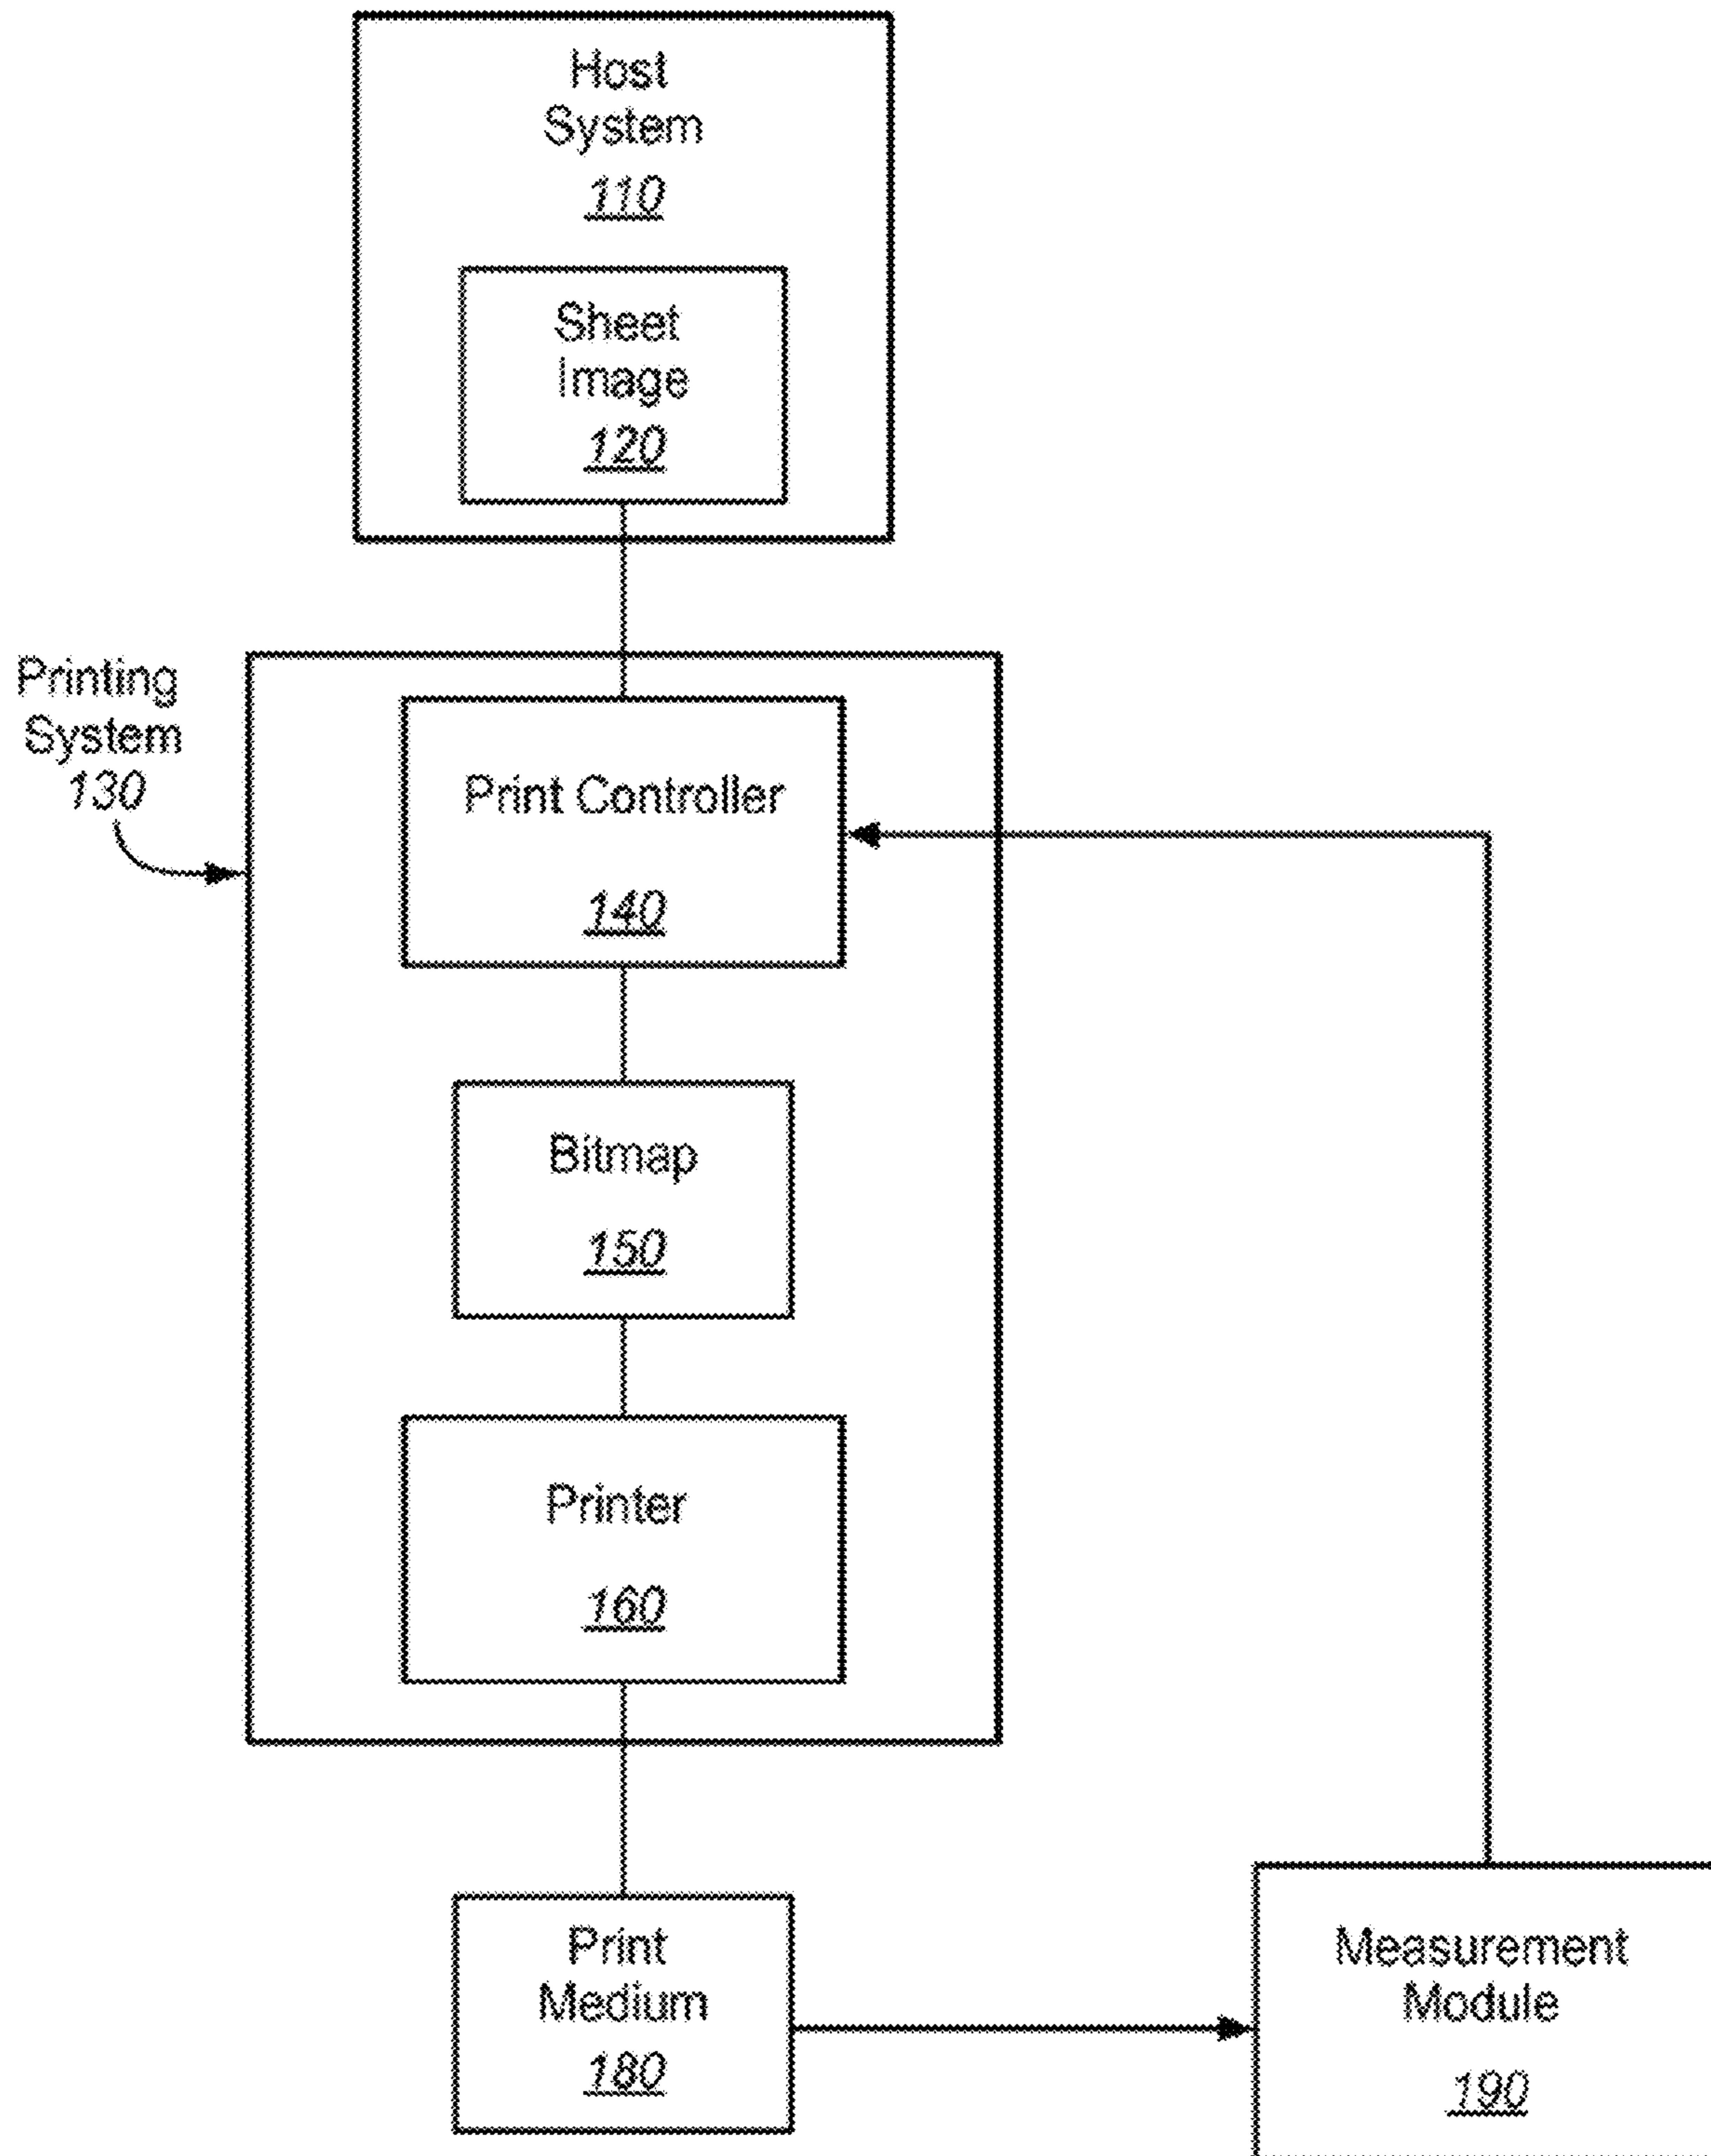 Host
System
110
Sheet
Image
120
Printing
System
130
Print Controller
140
Bitmap
150
Printer
160
Print
Medium
180
Measurement
Module
190